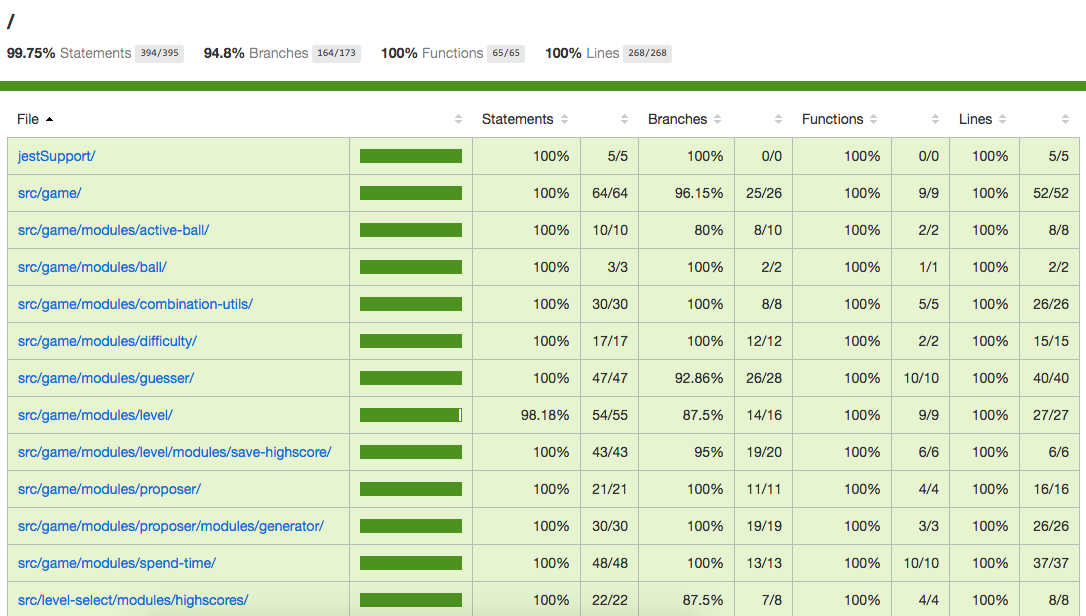 /
99.75% Statements 394/395 94.8% Branches 164/173 100% Functions 65/65 100% Lines 268/268
File Statements Branches Functions Lines
jestSupport/ 100% 5/5 100% 0/0 100% 0/0 100% 5/5
src/game/ 100% 64/64 96.15% 25/26 100% 9/9 100% 52/52
src/game/modules/active-ball/ 100% 10/10 80% 8/10 100% 2/2 100% 8/8
src/game/modules/ball/ 100% 3/3 100% 2/2 100% 1/1 100% 2/2
src/game/modules/combination-utils/ 100% 30/30 100% 8/8 100% 5/5 100% 26/26
src/game/modules/difficulty/ 100% 17/17 100% 12/12 100% 2/2 100% 15/15
src/game/modules/guesser/ 100% 47/47 92.86% 26/28 100% 10/10 100% 40/40
src/game/modules/level/ 98.18% 54/55 87.5% 14/16 100% 9/9 100% 27/27
src/game/modules/level/modules/save-highscore/ 100% 43/43 95% 19/20 100% 6/6 100% 6/6
src/game/modules/proposer/ 100% 21/21 100% 11/11 100% 4/4 100% 16/16
src/game/modules/proposer/modules/generator/ 100% 30/30 100% 19/19 100% 3/3 100% 26/26
src/game/modules/spend-time/ 100% 48/48 100% 13/13 100% 10/10 100% 37/37
src/level-select/modules/highscores/ 100% 22/22 87.5% 7/8 100% 4/4 100% 8/8